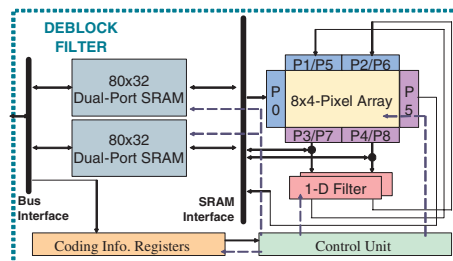 DEBLOCK
FILTER
P1/P5 P2/P6
80x32
Dual-Port SRAM
P
0
8x4-Pixel Array
P
5
80x32
Dual-Port SRAM
P3/P7 P4/P8
1-D Filter
Bus
Interface
SRAM
Interface
Coding Info. Registers
Control Unit